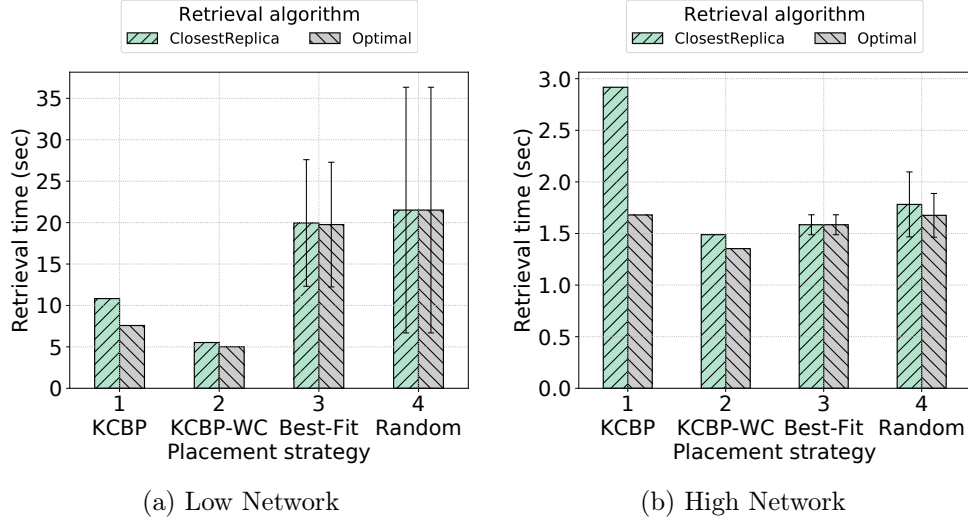 Retrieval algorithm
ClosestReplica Optimal
Retrieval time (sec)
35
30
25
20
15
10
5
0
1 2 3 4
KCBP KCBP-WC Best-Fit Random
Placement strategy
(a) Low Network
Retrieval algorithm
ClosestReplica Optimal
Retrieval time (sec)
3.0
2.5
2.0
1.5
1.0
0.5
0.0
1 2 3 4
KCBP KCBP-WC Best-Fit Random
Placement strategy
(b) High Network